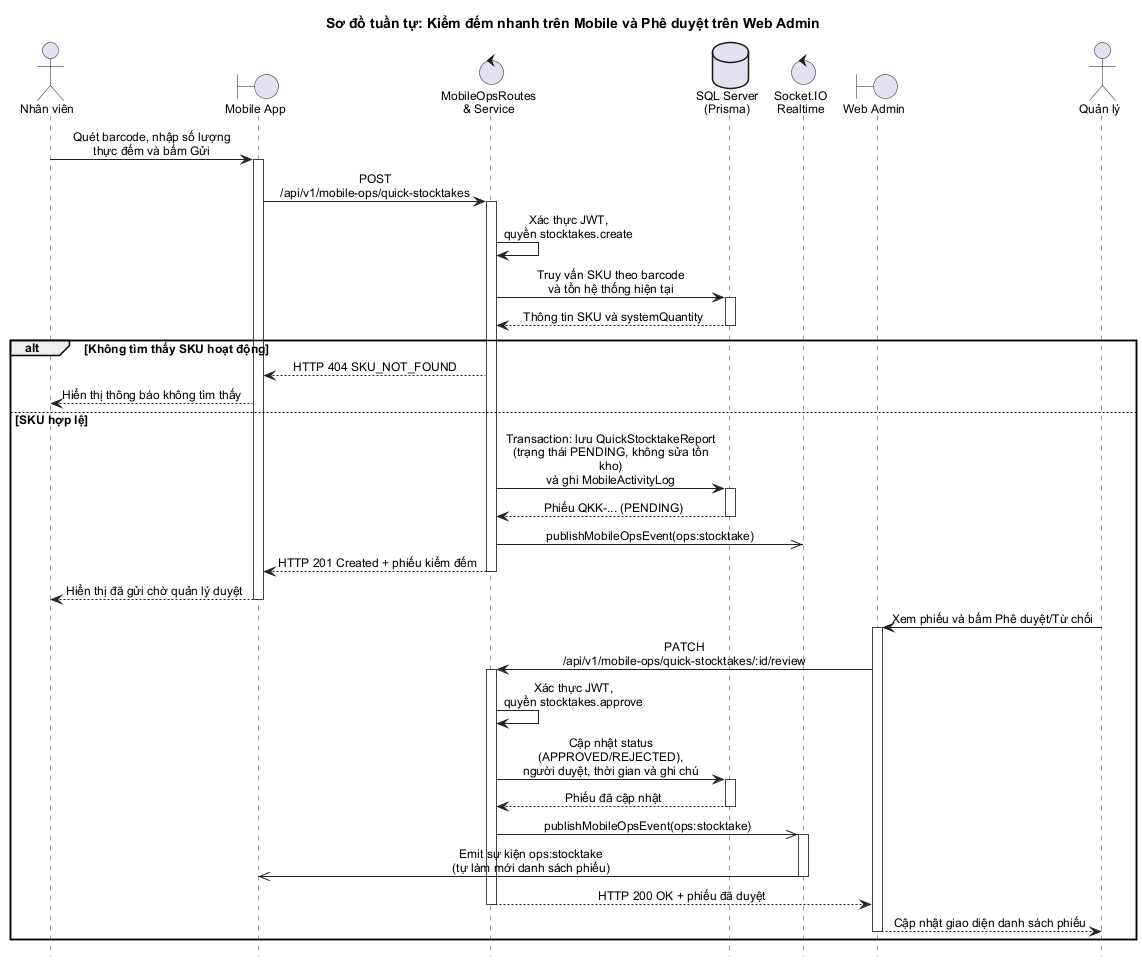 Sơ đồ tuần tự: Kiểm đếm nhanh trên Mobile và Phê duyệt trên Web Admin
Nhân viên
Mobile App
MobileOpsRoutes
& Service
SQL Server
(Prisma)
Socket.IO
Realtime
Web Admin
Quản lý
Quét barcode, nhập số lượng
thực đếm và bấm Gửi
POST
/api/v1/mobile-ops/quick-stocktakes
Xác thực JWT,
quyền stocktakes.create
Truy vấn SKU theo barcode
và tồn hệ thống hiện tại
Thông tin SKU và systemQuantity
alt
[Không tìm thấy SKU hoạt động]
HTTP 404 SKU_NOT_FOUND
Hiển thị thông báo không tìm thấy
[SKU hợp lệ]
Transaction: lưu QuickStocktakeReport
(trạng thái PENDING, không sửa tồn
kho)
và ghi MobileActivityLog
Phiếu QKK-... (PENDING)
publishMobileOpsEvent(ops:stocktake)
HTTP 201 Created + phiếu kiểm đếm
Hiển thị đã gửi chờ quản lý duyệt
Xem phiếu và bấm Phê duyệt/Từ chối
PATCH
/api/v1/mobile-ops/quick-stocktakes/:id/review
Xác thực JWT,
quyền stocktakes.approve
Cập nhật status
(APPROVED/REJECTED),
người duyệt, thời gian và ghi chú
Phiếu đã cập nhật
publishMobileOpsEvent(ops:stocktake)
Emit sự kiện ops:stocktake
(tự làm mới danh sách phiếu)
HTTP 200 OK + phiếu đã duyệt
Cập nhật giao diện danh sách phiếu